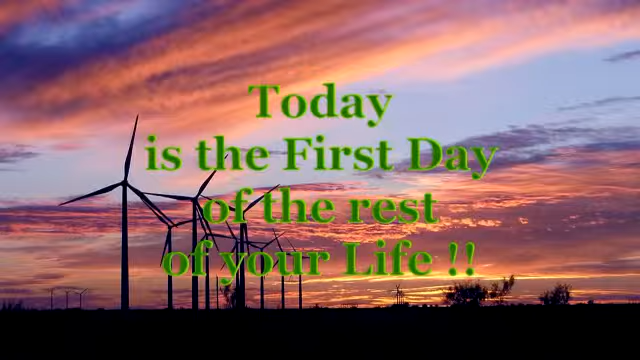 Today
is the First Day
of the rest
of your Life !!